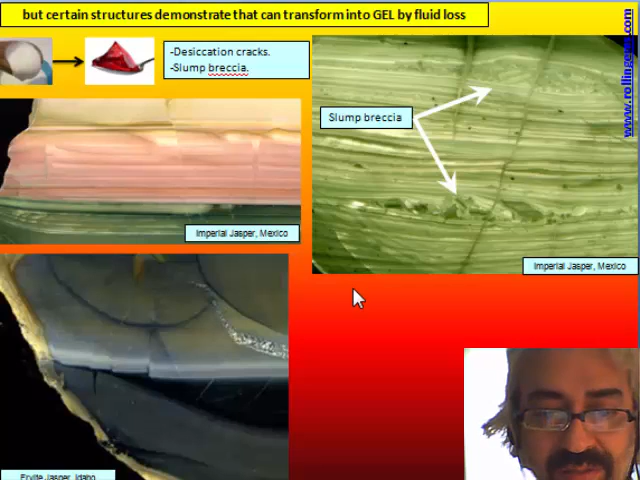 but certain structures demonstrate that can transform into GEL by fluid loss
-Desiccation cracks.
-Slump breccia.
Slump breccia
Imperial Jasper, Mexico
Imperial Jasper, Mexico
Jasper, Idaho